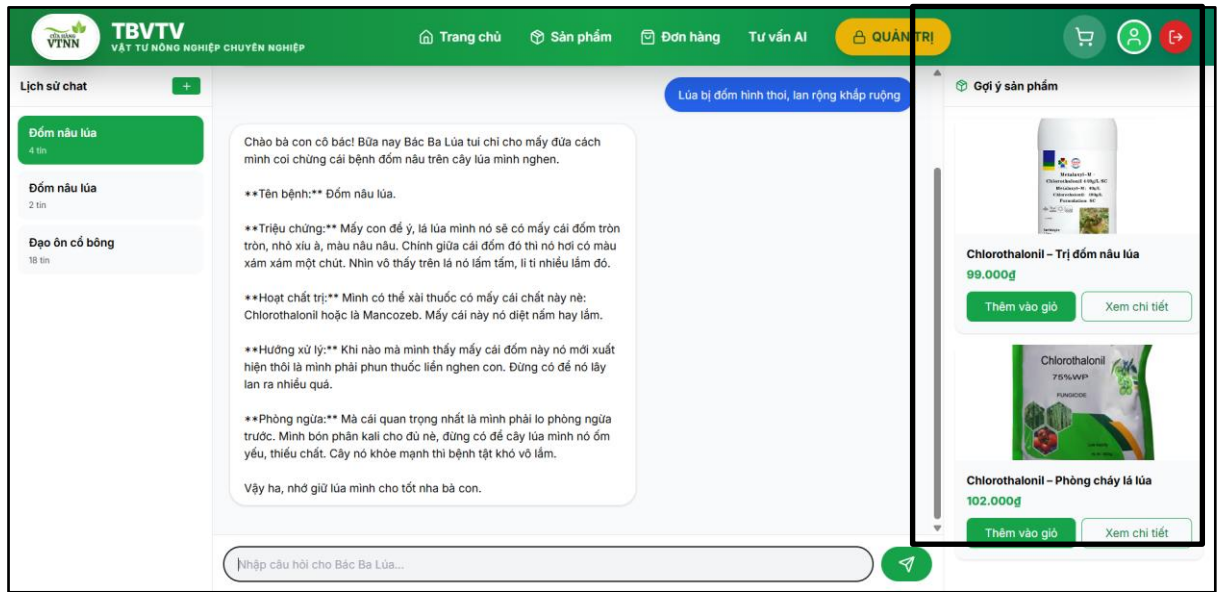 CỬA HÀNG
VTNN
TBVTV
VẬT TƯ NÔNG NGHIỆP CHUYÊN NGHIỆP
Trang chủ
Sản phẩm
Đơn hàng
Tư vấn AI
QUẢN TRỊ
Lịch sử chat
+
Đốm nâu lúa
4 tin
Đốm nâu lúa
2 tin
Đạo ôn cổ bông
18 tin
Lúa bị đốm hình thoi, lan rộng khắp ruộng
Chào bà con cô bác! Bữa nay Bác Ba Lúa tui chỉ cho mấy đứa cách
mình coi chừng cái bệnh đốm nâu trên cây lúa mình nghen.
**Tên bệnh:** Đốm nâu lúa.
**Triệu chứng:** Mấy con để ý, lá lúa mình nó sẽ có mấy cái đốm tròn
tròn, nhỏ xíu à, màu nâu nâu. Chính giữa cái đốm đó thì nó hơi có màu
xám xám một chút. Nhìn vô thấy trên lá nó lấm tấm, li ti nhiều lắm đó.
**Hoạt chất trị:** Mình có thể xài thuốc có mấy cái chất này nè:
Chlorothalonil hoặc là Mancozeb. Mấy cái này nó diệt nấm hay lắm.
**Hướng xử lý:** Khi nào mà mình thấy mấy cái đốm này nó mới xuất
hiện thôi là mình phải phun thuốc liền nghen con. Đừng có để nó lây
lan ra nhiều quá.
**Phòng ngừa:** Mà cái quan trọng nhất là mình phải lo phòng ngừa
trước. Mình bón phân kali cho đủ nè, đừng có để cây lúa mình nó ốm
yếu, thiếu chất. Cây nó khỏe mạnh thì bệnh tật khó vô lắm.
Vậy ha, nhớ giữ lúa mình cho tốt nha bà con.
Nhập câu hỏi cho Bác Ba Lúa...
Gợi ý sản phẩm
Metalaxyl-M -
Chlorothalonil – Trị đốm nâu lúa
99.000₫
Thêm vào giỏ
Xem chi tiết
Chlorothalonil
75%WP
FUNGICIDE
Chlorothalonil – Phòng cháy lá lúa
102.000₫
Thêm vào giỏ
Xem chi tiết